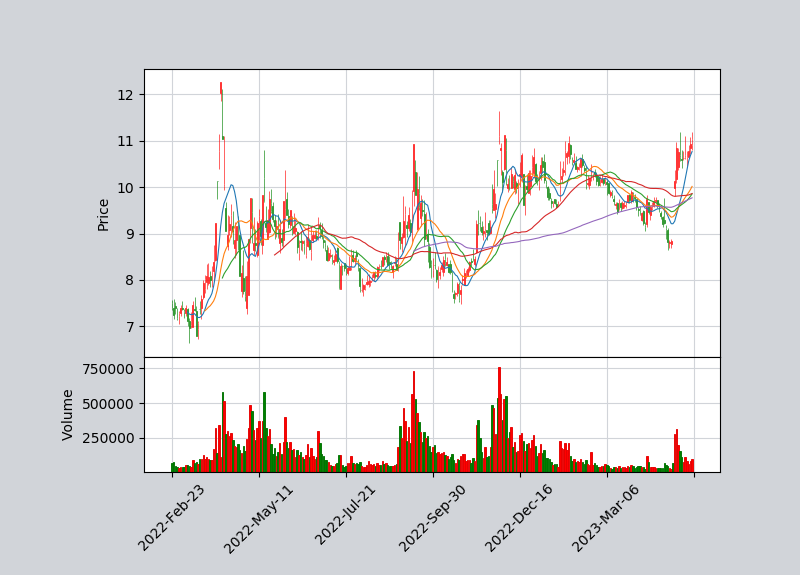 12
11
10
9
8
7
Price
750000
500000
250000
Volume
2022-Feb-23
2022-May-11
2022-Jul-21
2022-Sep-30
2022-Dec-16
2023-Mar-06